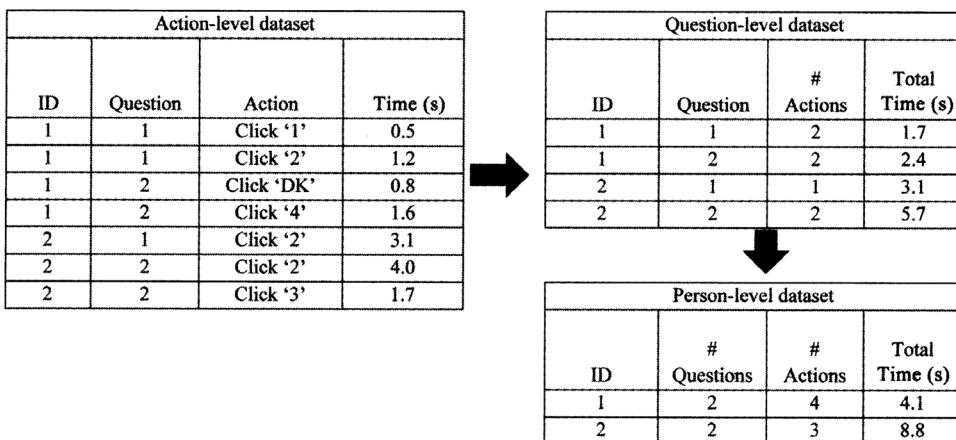 Action-level dataset
ID Question Action Time (s)
1 1 Click ‘1’ 0.5
1 1 Click ‘2’ 1.2
1 2 Click ‘DK’ 0.8
1 2 Click ‘4’ 1.6
2 1 Click ‘2’ 3.1
2 2 Click ‘2’ 4.0
2 2 Click ‘3’ 1.7
Question-level dataset
# Total
ID Question Actions Time (s)
1 1 2 1.7
1 2 2 2.4
2 1 1 3.1
2 2 2 5.7
Person-level dataset
# # Total
ID Questions Actions Time (s)
1 2 4 4.1
2 2 3 8.8